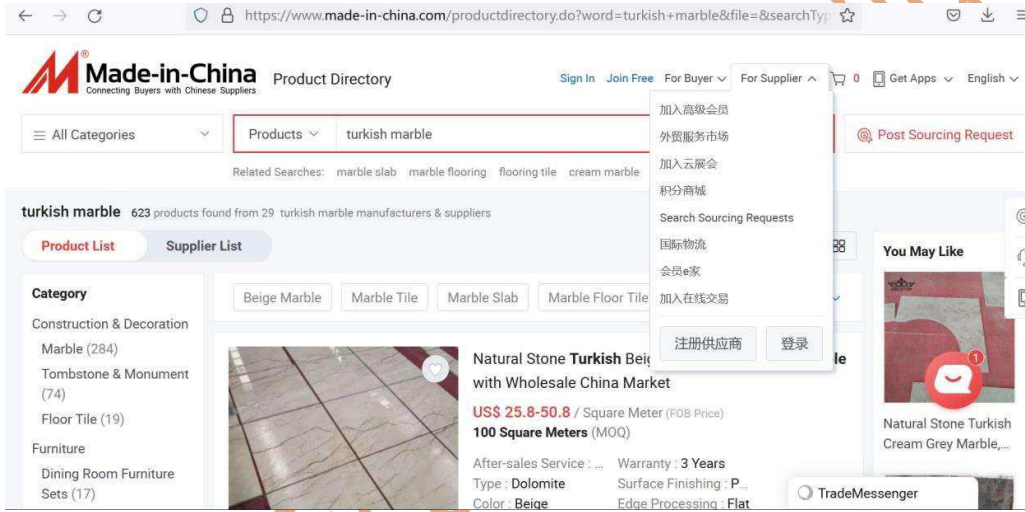 https://www.made-in-china.com/productdirectory.do?word=turkish+marble&file=&searchTyp
Made-in-China
Connecting Buyers with Chinese Suppliers
Product Directory
Sign In Join Free For Buyer For Supplier 0 Get Apps English
All Categories Products turkish marble Post Sourcing Request
Related Searches: marble slab marble flooring flooring tile cream marble
加入高级会员
外贸服务市场
加入云展会
积分商城
Search Sourcing Requests
国际物流
会员e家
加入在线交易
注册供应商 登录
turkish marble 623 products found from 29 turkish marble manufacturers & suppliers
Product List Supplier List
You May Like
Category
Construction & Decoration
Marble (284)
Tombstone & Monument
(74)
Floor Tile (19)
Furniture
Dining Room Furniture
Sets (17)
Beige Marble Marble Tile Marble Slab Marble Floor Tile
Natural Stone Turkish Bei
le
with Wholesale China Market
US$ 25.8-50.8 / Square Meter (FOB Price)
100 Square Meters (MOQ)
After-sales Service : ... Warranty : 3 Years
Type : Dolomite Surface Finishing : P...
Color : Beige Edge Processing : Flat
1
Natural Stone Turkish
Cream Grey Marble,...
TradeMessenger